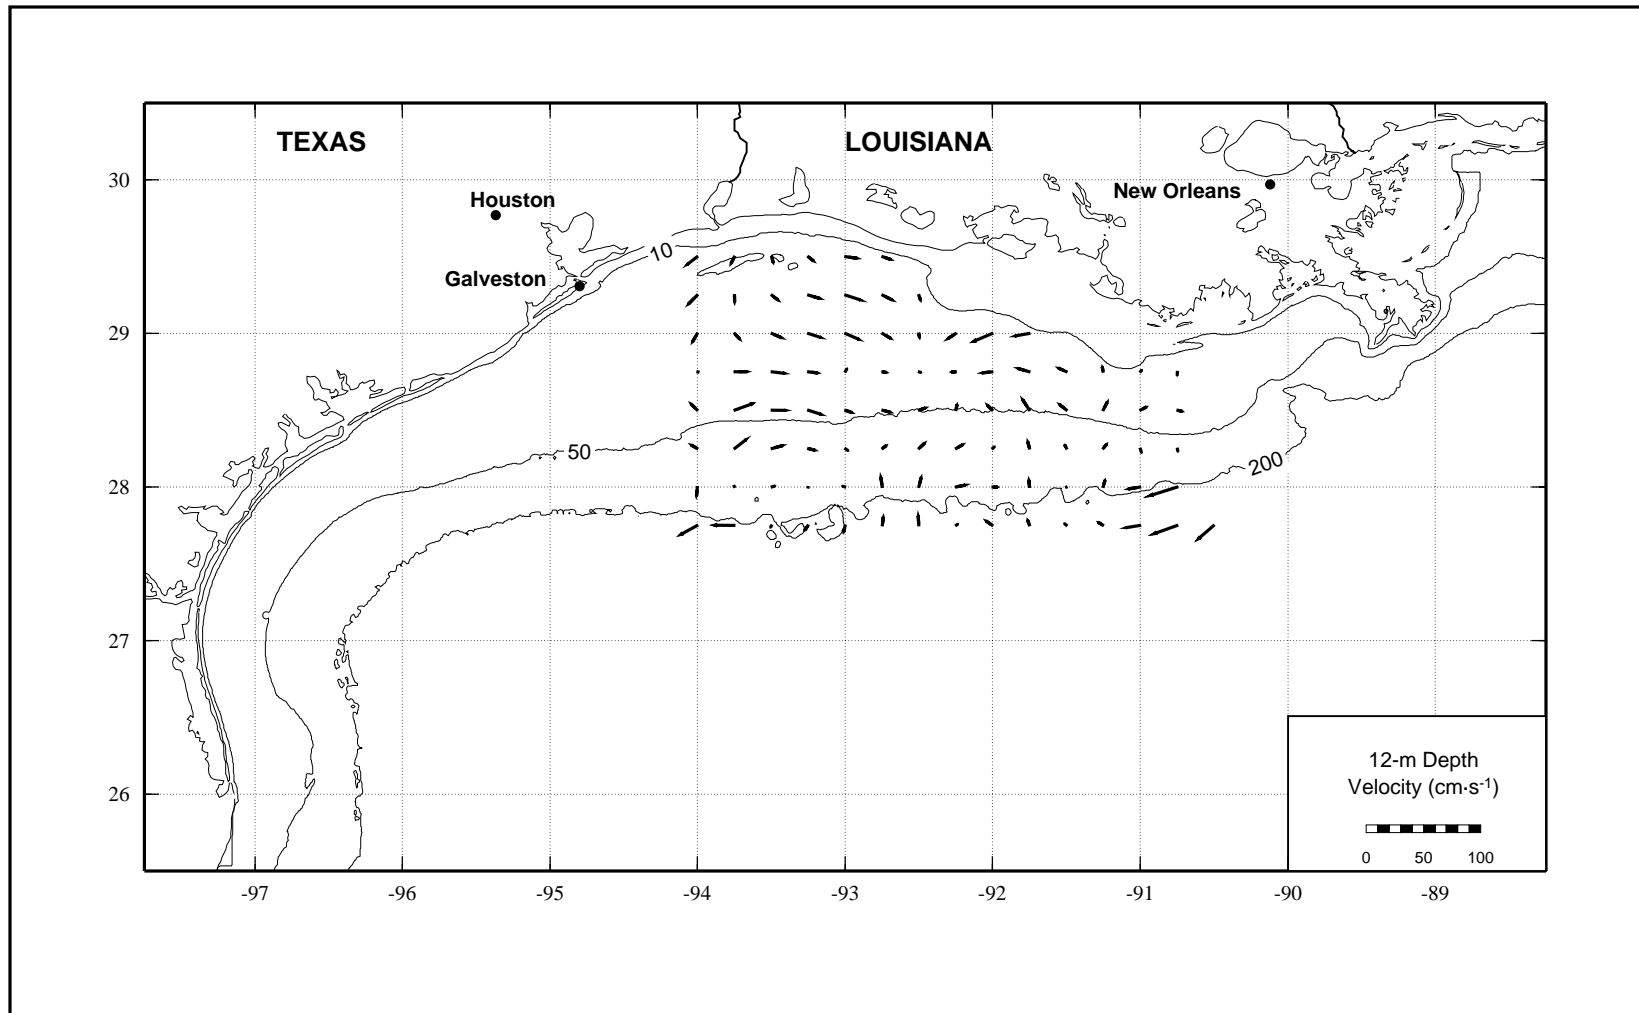 TEXAS
LOUISIANA
30
New Orleans
Houston
10
Galveston
29
50
200
28
27
26
12-m Depth
Velocity (cm·s-1)
0 50 100
-97 -96 -95 -94 -93 -92 -91 -90 -89